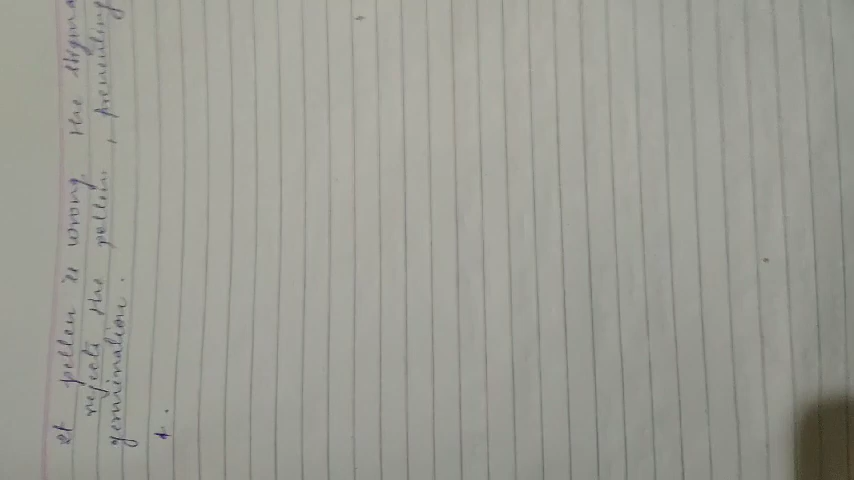 If pollen is wrong. the stigma
rejects the pollen, preventing
germination.